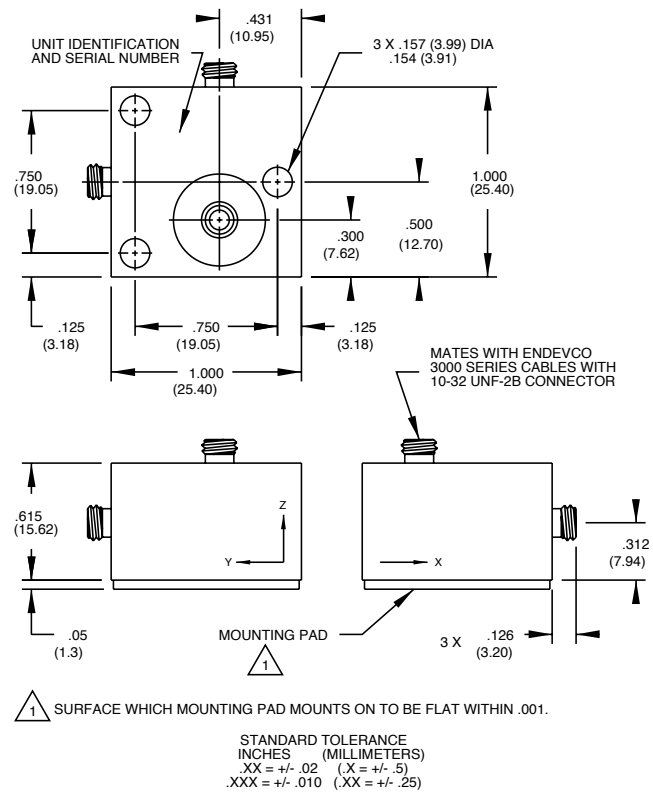 .431
(10.95)
UNIT IDENTIFICATION
AND SERIAL NUMBER
3 X .157 (3.99) DIA
.154 (3.91)
.750
(19.05)
1.000
(25.40)
.300
(7.62)
.500
(12.70)
.125
(3.18)
.750
(19.05)
.125
(3.18)
1.000
(25.40)
MATES WITH ENDEVCO
3000 SERIES CABLES WITH
10-32 UNF-2B CONNECTOR
.615
(15.62)
Z
Y
X
.312
(7.94)
.05
(1.3)
MOUNTING PAD
1
3 X .126
(3.20)
1 SURFACE WHICH MOUNTING PAD MOUNTS ON TO BE FLAT WITHIN .001.
STANDARD TOLERANCE
INCHES (MILLIMETERS)
.XX = +/- .02 (.X = +/- .5)
.XXX = +/- .010 (.XX = +/- .25)